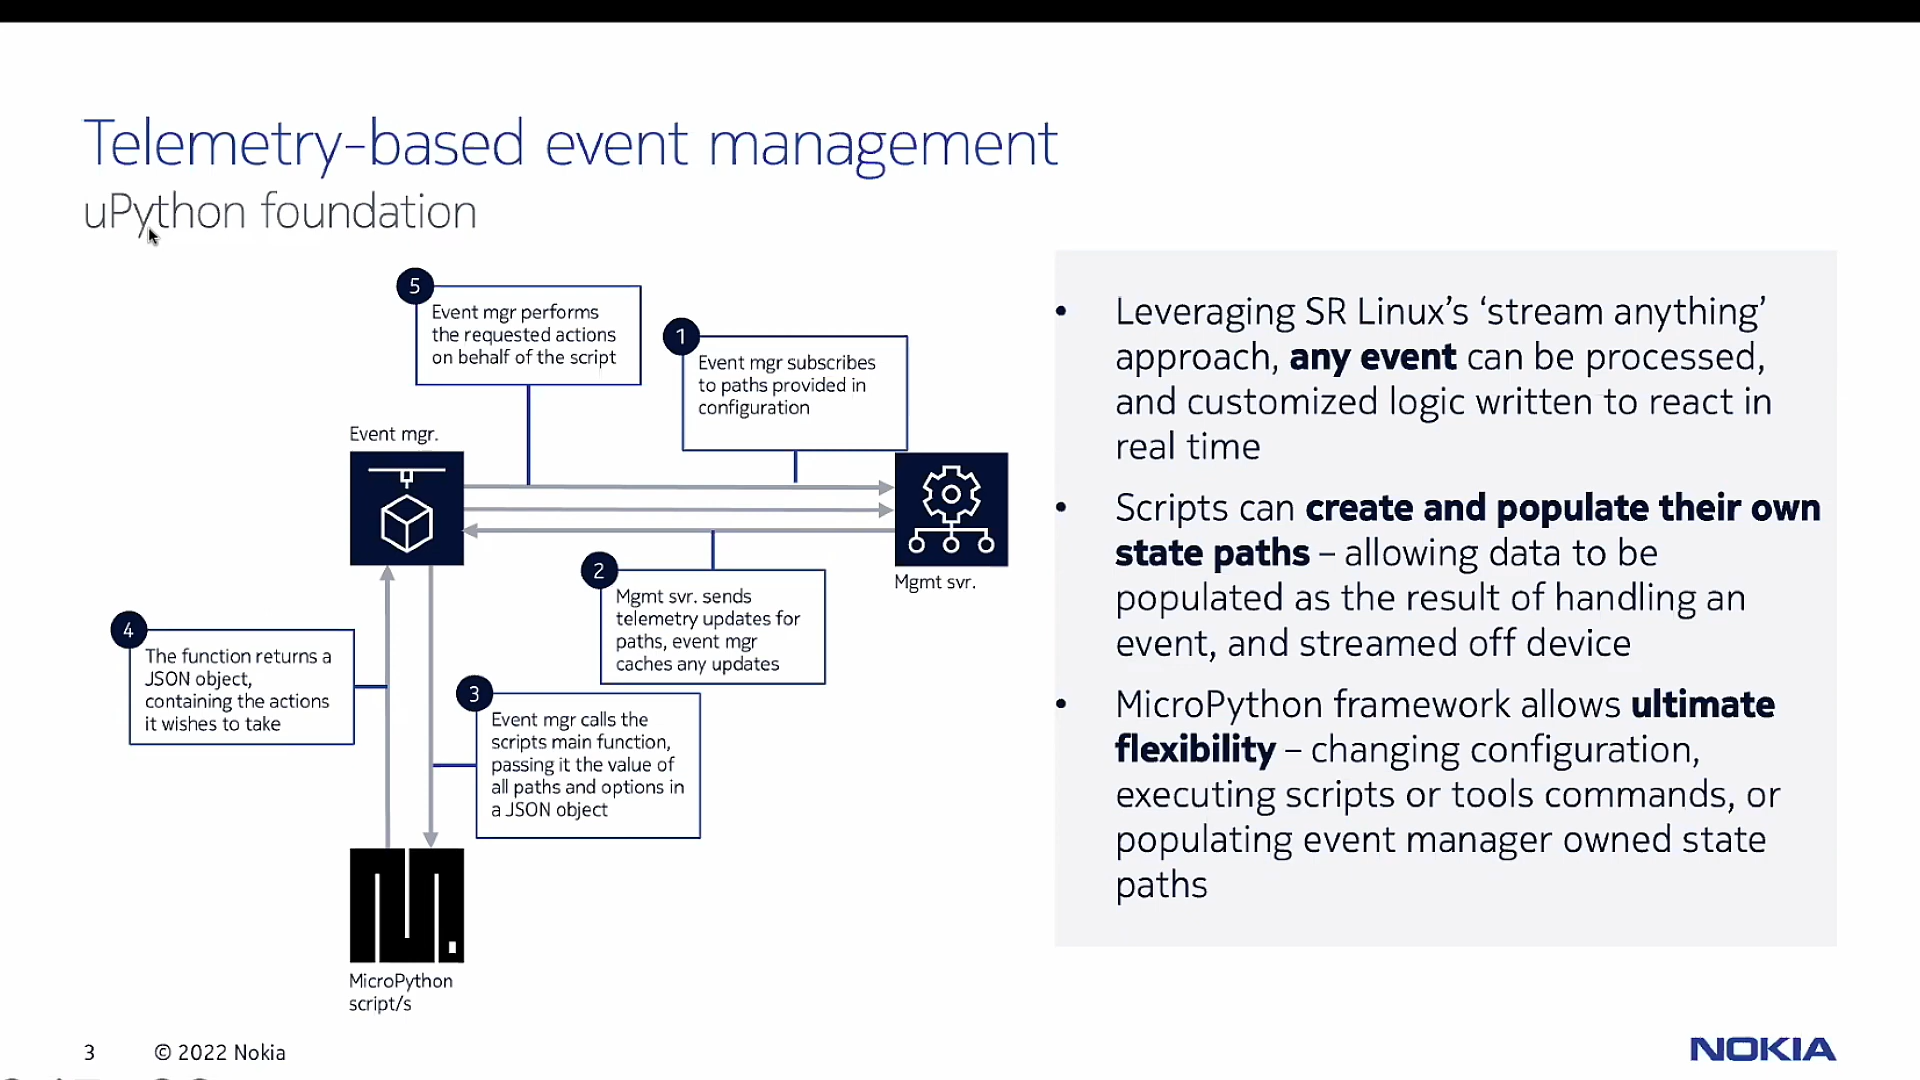 Telemetry-based event management
uPython foundation
5
Event mgr performs
the requested actions
on behalf of the script
1
Event mgr subscribes
to paths provided in
configuration
Event mgr.
Mgmt svr.
2
Mgmt svr. sends
telemetry updates for
paths, event mgr
caches any updates
4
The function returns a
JSON object,
containing the actions
it wishes to take
3
Event mgr calls the
scripts main function,
passing it the value of
all paths and options in
a JSON object
MicroPython
script/s
• Leveraging SR Linux’s ‘stream anything’
approach, any event can be processed,
and customized logic written to react in
real time
• Scripts can create and populate their own
state paths – allowing data to be
populated as the result of handling an
event, and streamed off device
• MicroPython framework allows ultimate
flexibility – changing configuration,
executing scripts or tools commands, or
populating event manager owned state
paths
3 © 2022 Nokia
NOKIA